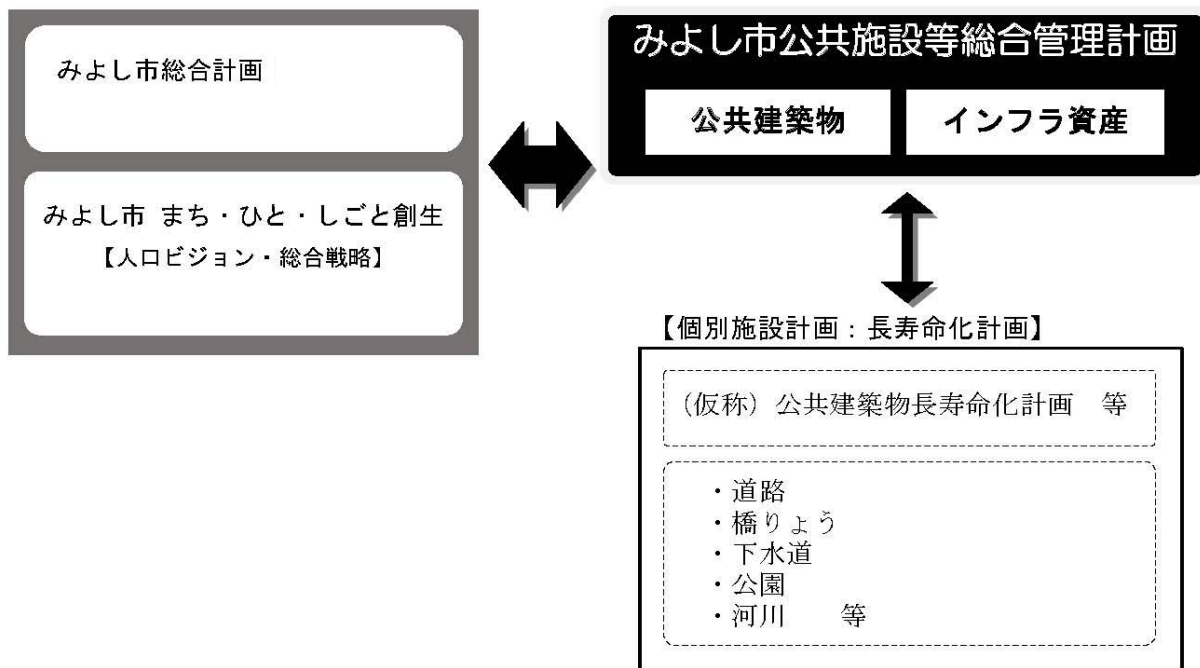 みよし市総合計画
みよし市 まち・ひと・しごと創生
【人口ビジョン・総合戦略】
みよし市公共施設等総合管理計画
公共建築物
インフラ資産
【個別施設計画：長寿命化計画】
（仮称）公共建築物長寿命化計画　等
・道路
・橋りょう
・下水道
・公園
・河川　　等